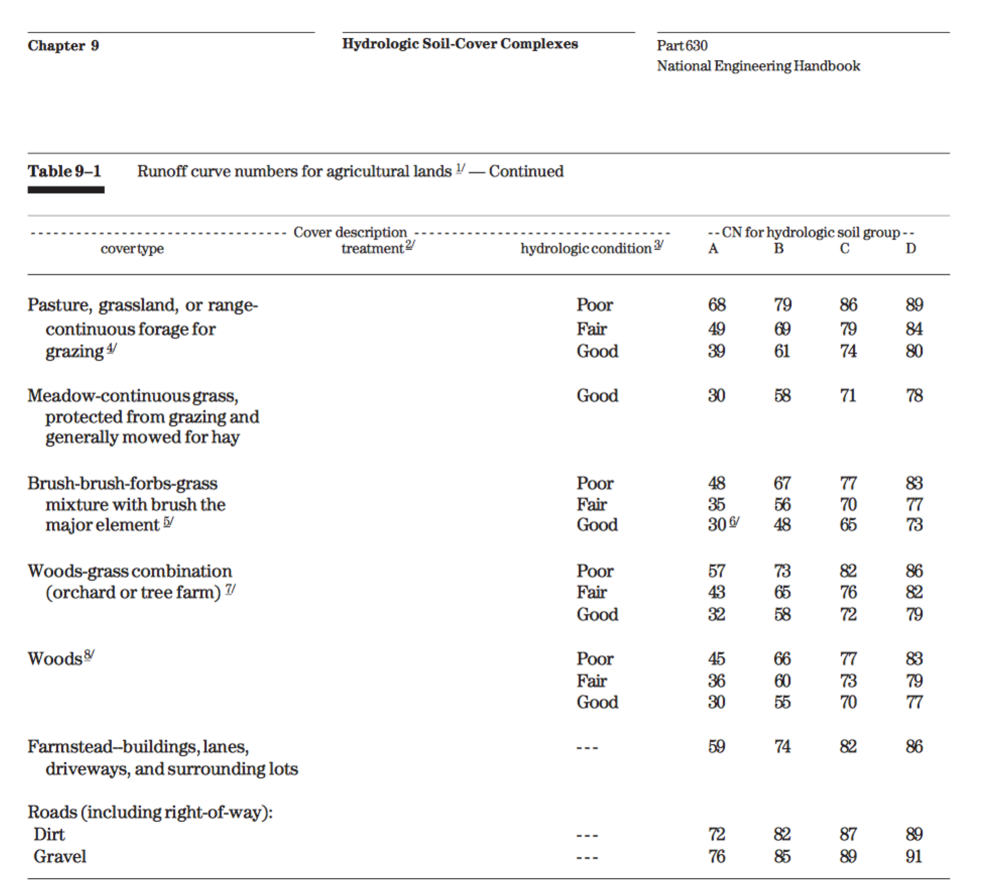 Chapter 9
Hydrologic Soil-Cover Complexes
Part 630
National Engineering Handbook
Table 9–1 Runoff curve numbers for agricultural lands 1/ — Continued
- - - - - - - - - - - - - - - - - - - - - - - - - - - - - - - - - - Cover description - - - - - - - - - - - - - - - - - - - - - - - - - - - - - - - - - - - - CN for hydrologic soil group - -
cover type treatment 2/ hydrologic condition 3/ A B C D
Pasture, grassland, or range- Poor 68 79 86 89
continuous forage for Fair 49 69 79 84
grazing 4/ Good 39 61 74 80
Meadow-continuous grass, Good 30 58 71 78
protected from grazing and
generally mowed for hay
Brush-brush-forbs-grass Poor 48 67 77 83
mixture with brush the Fair 35 56 70 77
major element 5/ Good 30 6/ 48 65 73
Woods-grass combination Poor 57 73 82 86
(orchard or tree farm) 7/ Fair 43 65 76 82
Good 32 58 72 79
Woods 8/ Poor 45 66 77 83
Fair 36 60 73 79
Good 30 55 70 77
Farmstead--buildings, lanes, - - - 59 74 82 86
driveways, and surrounding lots
Roads (including right-of-way):
Dirt - - - 72 82 87 89
Gravel - - - 76 85 89 91